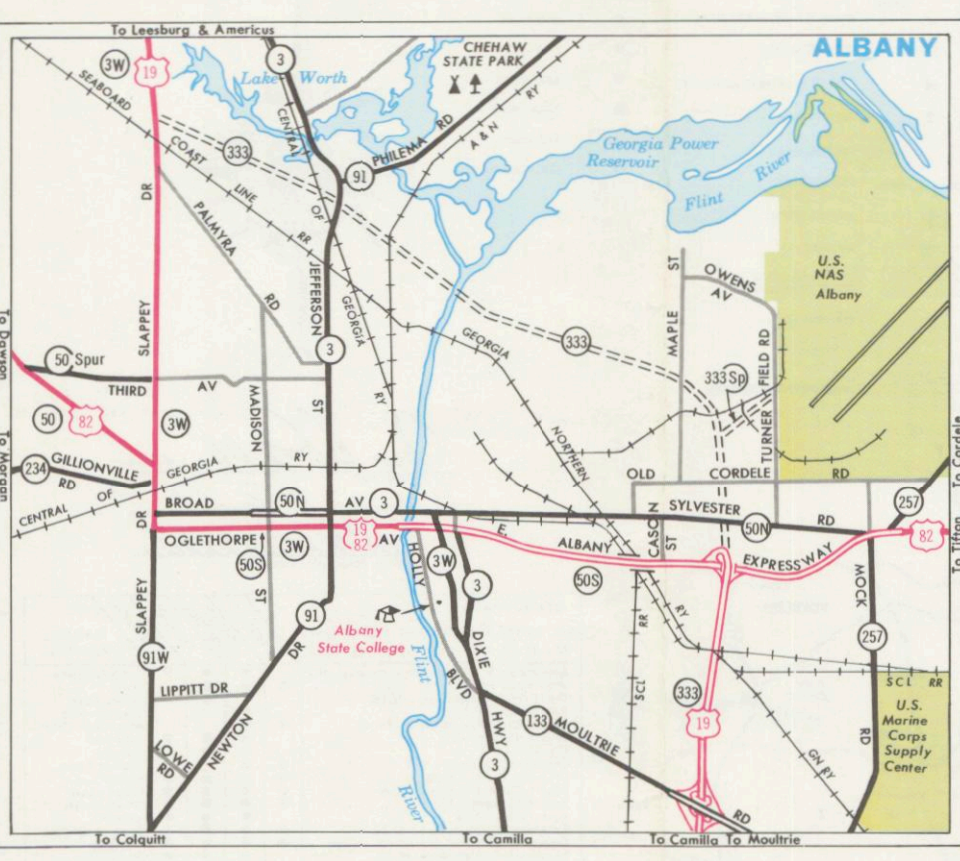 To Leesburg & Americus
ALBANY
3W
19
3
CHEHAW
STATE PARK
Lake Worth
SEABOARD
COAST
LINE
RR
CENTRAL
OF
GEORGIA
RY
333
91
PHILEMA RD
A & N RY
Georgia Power
Reservoir
Flint River
DR
PALMYRA
RD
JEFFERSON
ST
SLAPPEY
U.S.
NAS
Albany
MAPLE ST
OWENS
AV
TURNER FIELD RD
333
333 Sp
GEORGIA
NORTHERN
RY
To Dawson
50 Spur
THIRD
AV
3
50
82
3W
MADISON
ST
To Morgan
234
GILLIONVILLE
RD
CENTRAL OF GEORGIA RY
OLD CORDELE RD
To Cordele
DR
BROAD
50N
AV
3
SYLVESTER
50N
RD
257
OGLETHORPE
3W
19
82
AV
E.
ALBANY
EXPRESSWAY
CASON
ST
82
To Tifton
50S
50S
HOLLY
BLVD
3W
3
DIXIE
HWY
3
SLAPPEY
91W
91
NEWTON
DR
Albany
State College
Flint
River
RR
SCL
MOCK
257
RD
SCL RR
U.S.
Marine
Corps
Supply
Center
LIPPITT DR
LOWE
RD
133
MOULTRIE
RD
333
19
GN RY
To Colquitt
To Camilla
To Camilla
To Moultrie